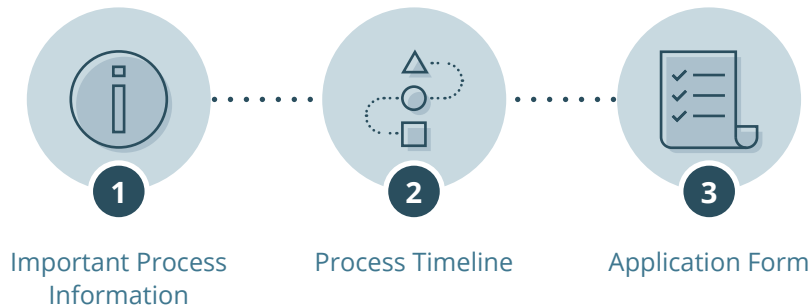 1
Important Process
Information
2
Process Timeline
3
Application Form